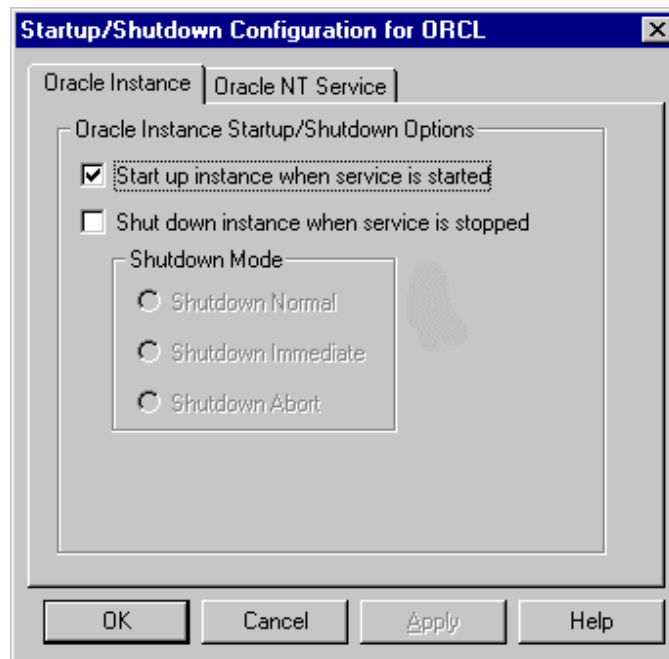 Startup/Shutdown Configuration for ORCL
Oracle Instance
Oracle NT Service
Oracle Instance Startup/Shutdown Options
Start up instance when service is started
Shut down instance when service is stopped
Shutdown Mode
Shutdown Normal
Shutdown Immediate
Shutdown Abort
OK
Cancel
Apply
Help